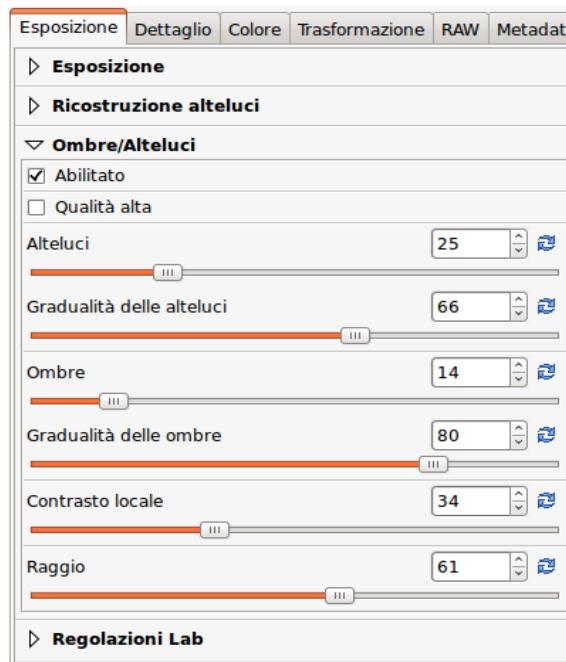 Esposizione Dettaglio Colore Trasformazione RAW Metadat
Esposizione
Ricostruzione alteluci
Ombre/Alteluci
Abilitato
Qualità alta
Alteluci 25
Gradualità delle alteluci 66
Ombre 14
Gradualità delle ombre 80
Contrasto locale 34
Raggio 61
Regolazioni Lab